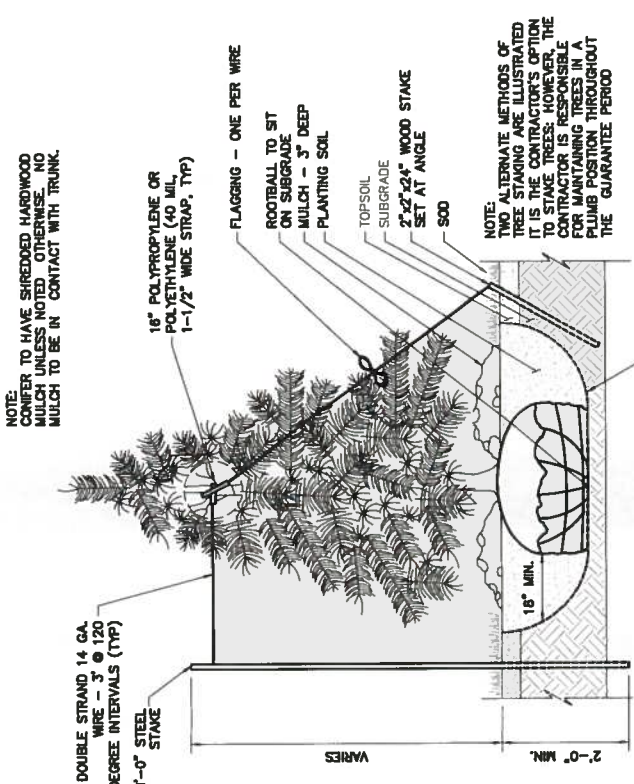 NOTE:
CONIFER TO HAVE SHREDDED HARDWOOD
MULCH UNLESS NOTED OTHERWISE. NO
MULCH TO BE IN CONTACT WITH TRUNK.
16" POLYPROPYLENE OR
POLYETHYLENE (40 MIL,
1-1/2" WIDE STRAP, TYP)
DOUBLE STRAND 14 GA.
WIRE - 3' @ 120
DEGREE INTERVALS (TYP)
'-0" STEEL
STAKE
FLAGGING - ONE PER WIRE
ROOTBALL TO SIT
ON SUBGRADE
MULCH - 3" DEEP
PLANTING SOIL
TOPSOIL
SUBGRADE
2"x2"x24" WOOD STAKE
SET AT ANGLE
SOD
NOTE:
TWO ALTERNATE METHODS OF
TREE STAKING ARE ILLUSTRATED
IT IS THE CONTRACTOR'S OPTION
TO STAKE TREES; HOWEVER, THE
CONTRACTOR IS RESPONSIBLE
FOR MAINTAINING TREES IN A
PLUMB POSITION THROUGHOUT
THE GUARANTEE PERIOD
VARIES
2'-0" MIN.
18" MIN.